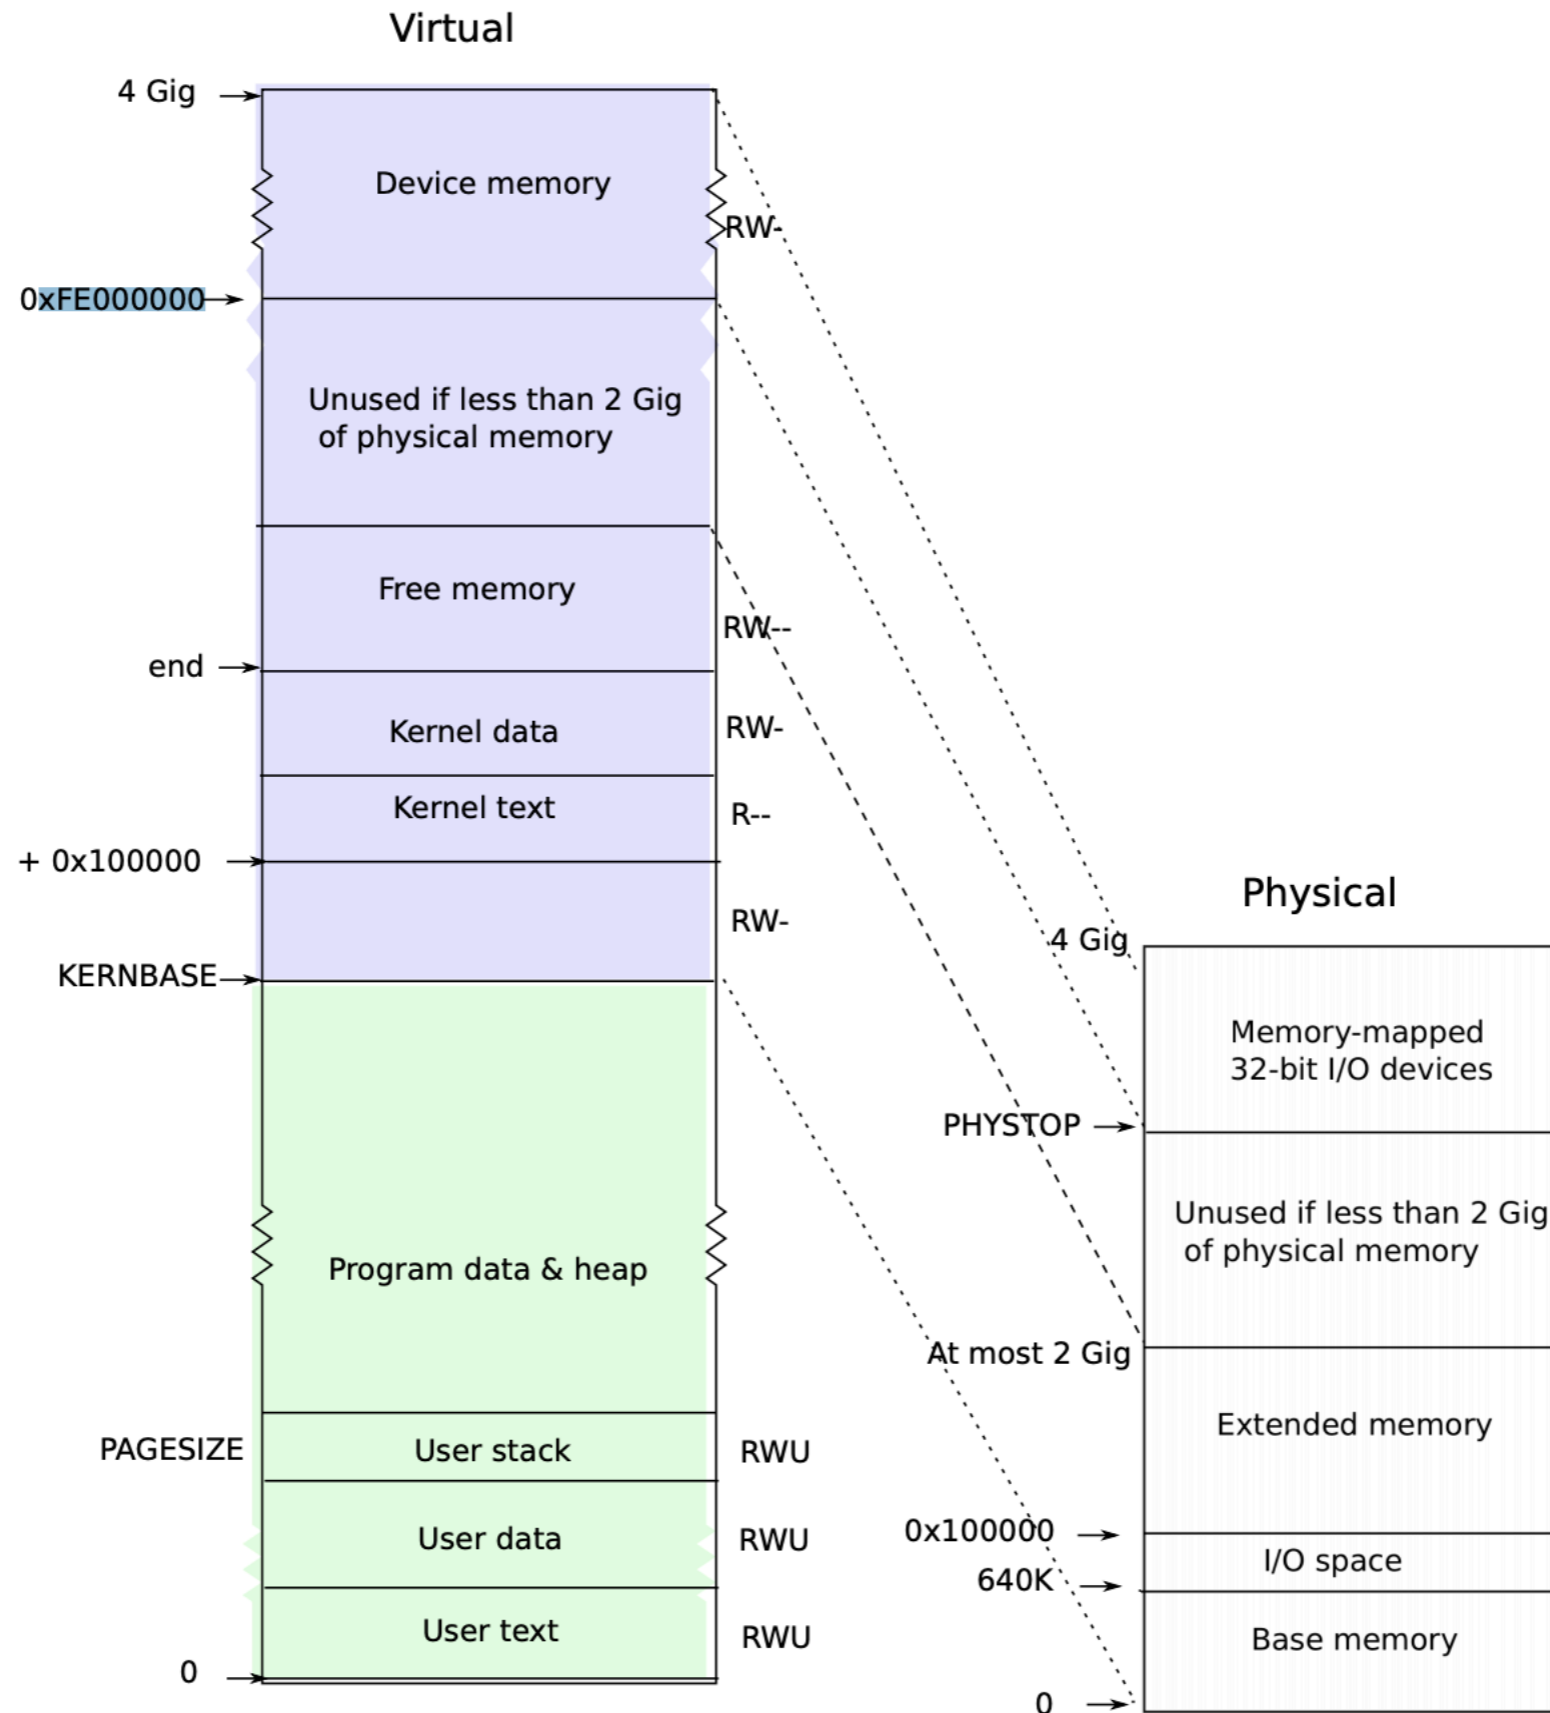 Virtual
4 Gig
Device memory
RW-
0xFE000000
Unused if less than 2 Gig
of physical memory
Free memory
RW--
end
Kernel data
RW-
Kernel text
R--
+ 0x100000
RW-
KERNBASE
Program data & heap
PAGESIZE
User stack
RWU
User data
RWU
User text
RWU
0
Physical
4 Gig
Memory-mapped
32-bit I/O devices
PHYSTOP
Unused if less than 2 Gig
of physical memory
At most 2 Gig
Extended memory
0x100000
I/O space
640K
Base memory
0